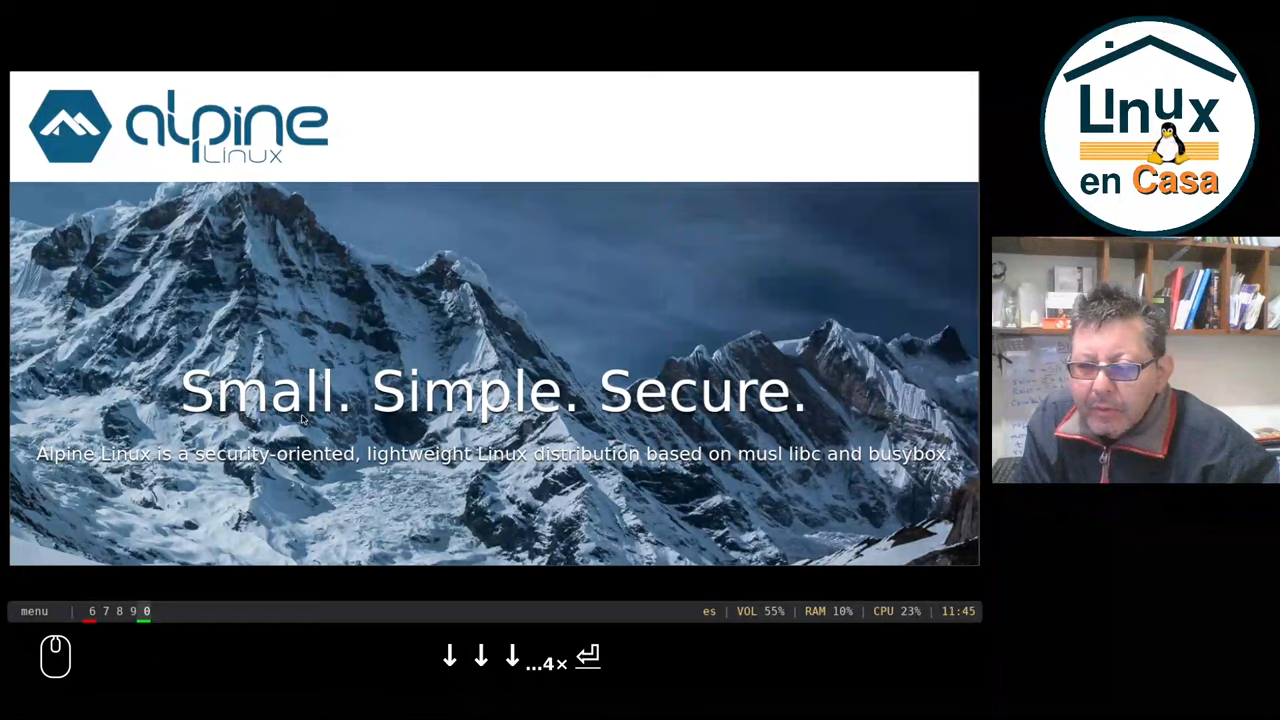 alpine
Linux
Small. Simple. Secure.
Alpine Linux is a security-oriented, lightweight Linux distribution based on musl libc and busybox.
Linux
en Casa
menu | 6 7 8 9 0
es | VOL 55% | RAM 10% | CPU 23% | 11:45
↓ ↓ ↓ ...4× ⏎